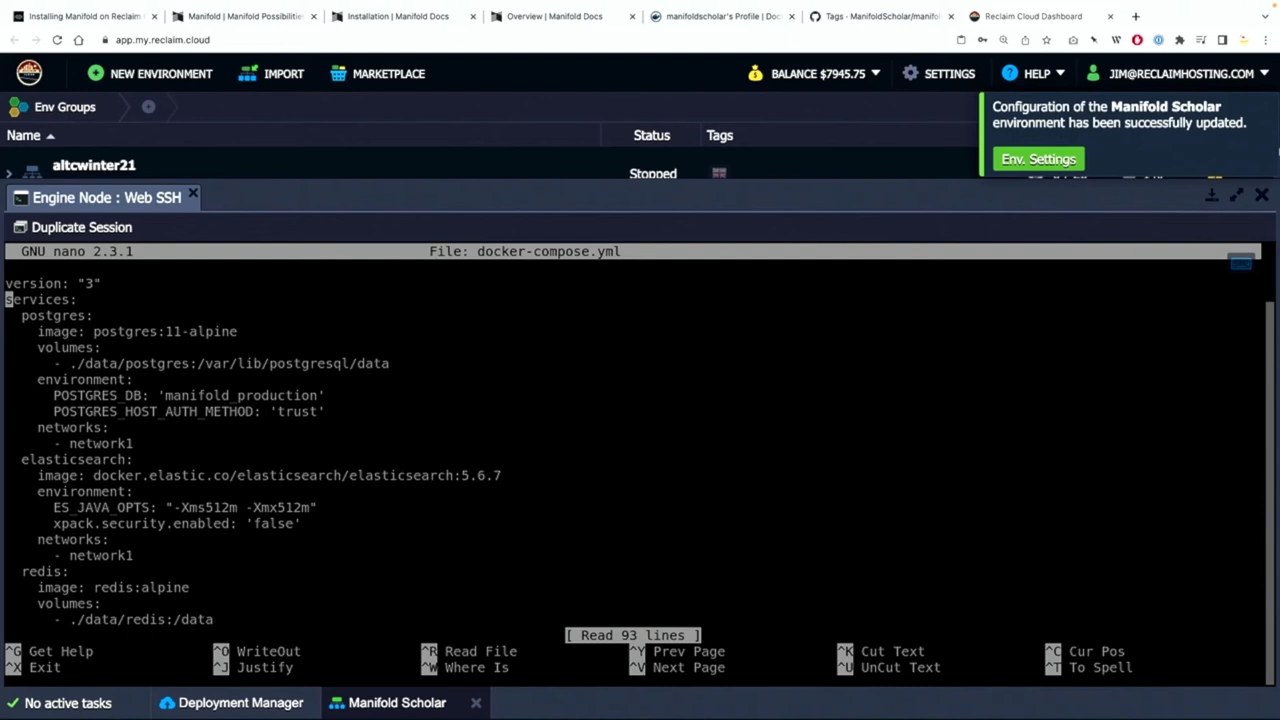 Installing Manifold on Reclaim
Manifold | Manifold Possibilitie
Installation | Manifold Docs
Overview | Manifold Docs
manifoldscholar's Profile | Doc
Tags · ManifoldScholar/manifol
Reclaim Cloud Dashboard
app.my.reclaim.cloud
NEW ENVIRONMENT
IMPORT
MARKETPLACE
BALANCE $7945.75
SETTINGS
HELP
JIM@RECLAIMHOSTING.COM
Env Groups
Configuration of the Manifold Scholar
environment has been successfully updated.
Env. Settings
Name
Status
Tags
altcwinter21
Stopped
Engine Node : Web SSH
Duplicate Session
GNU nano 2.3.1 File: docker-compose.yml
version: "3"
services:
postgres:
image: postgres:11-alpine
volumes:
- ./data/postgres:/var/lib/postgresql/data
environment:
POSTGRES_DB: 'manifold_production'
POSTGRES_HOST_AUTH_METHOD: 'trust'
networks:
- network1
elasticsearch:
image: docker.elastic.co/elasticsearch/elasticsearch:5.6.7
environment:
ES_JAVA_OPTS: "-Xms512m -Xmx512m"
xpack.security.enabled: 'false'
networks:
- network1
redis:
image: redis:alpine
volumes:
- ./data/redis:/data
[ Read 93 lines ]
^G Get Help ^O WriteOut ^R Read File ^Y Prev Page ^K Cut Text ^C Cur Pos
^X Exit ^J Justify ^W Where Is ^V Next Page ^U UnCut Text ^T To Spell
No active tasks
Deployment Manager
Manifold Scholar